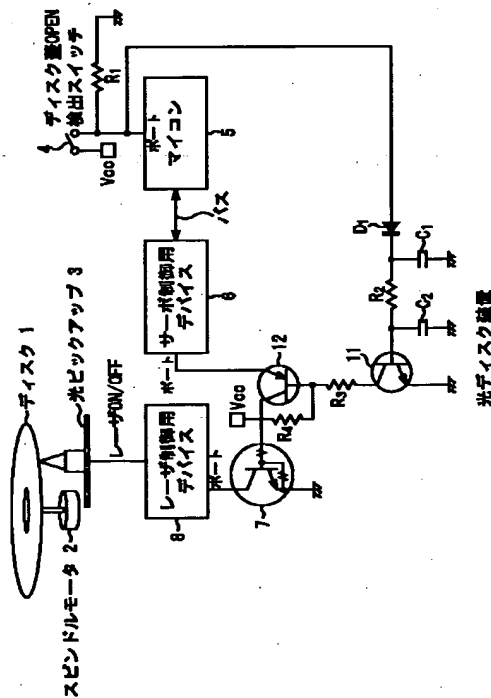 ディスク 1
スピンドルモータ 2
光ピックアップ 3
レーザON/OFF
レーザ制御用
デバイス
8
ポート
7
サーボ制御用
デバイス
6
ポート
バス
マイコン
5
ポート
ディスク蓋OPEN
検出スイッチ
4
Vcc
R1
12
Vcc
R4
R3
11
R2
C2
C1
D1
光ディスク装置